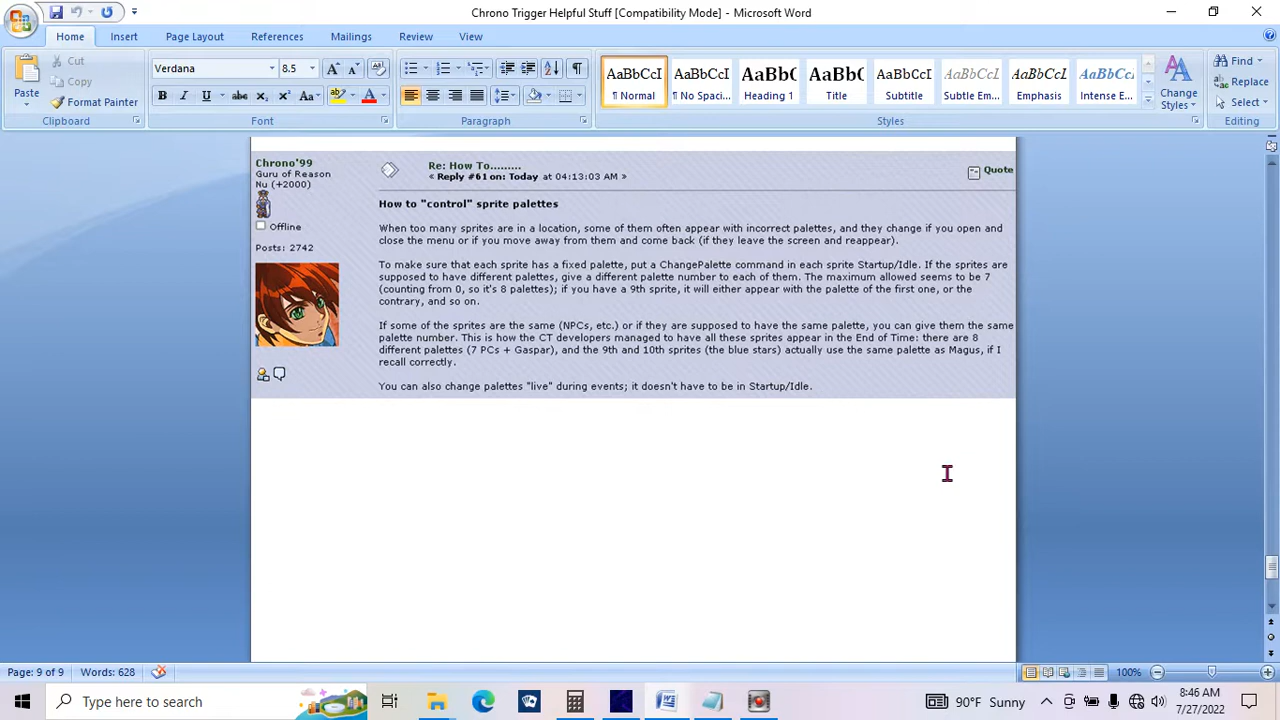 Chrono Trigger Helpful Stuff [Compatibility Mode] - Microsoft Word
Home Insert Page Layout References Mailings Review View
Paste
Cut
Copy
Format Painter
Clipboard
Verdana 8.5
Font
Paragraph
AaBbCcI AaBbCcI AaBbC AaBbC AaBbCcI AaBbCcI AaBbCcI AaBbCcI
¶ Normal ¶ No Spaci... Heading 1 Title Subtitle Subtle Em... Emphasis Intense E...
Change Styles
Styles
Find
Replace
Select
Editing
Chrono'99
Guru of Reason
Nu (+2000)
Offline
Posts: 2742
Re: How To.........
« Reply #61 on: Today at 04:13:03 AM »
Quote
How to "control" sprite palettes
When too many sprites are in a location, some of them often appear with incorrect palettes, and they change if you open and
close the menu or if you move away from them and come back (if they leave the screen and reappear).
To make sure that each sprite has a fixed palette, put a ChangePalette command in each sprite Startup/Idle. If the sprites are
supposed to have different palettes, give a different palette number to each of them. The maximum allowed seems to be 7
(counting from 0, so it's 8 palettes); if you have a 9th sprite, it will either appear with the palette of the first one, or the
contrary, and so on.
If some of the sprites are the same (NPCs, etc.) or if they are supposed to have the same palette, you can give them the same
palette number. This is how the CT developers managed to have all these sprites appear in the End of Time: there are 8
different palettes (7 PCs + Gaspar), and the 9th and 10th sprites (the blue stars) actually use the same palette as Magus, if I
recall correctly.
You can also change palettes "live" during events; it doesn't have to be in Startup/Idle.
Page: 9 of 9 Words: 628
100%
Type here to search
90°F Sunny
8:46 AM
7/27/2022